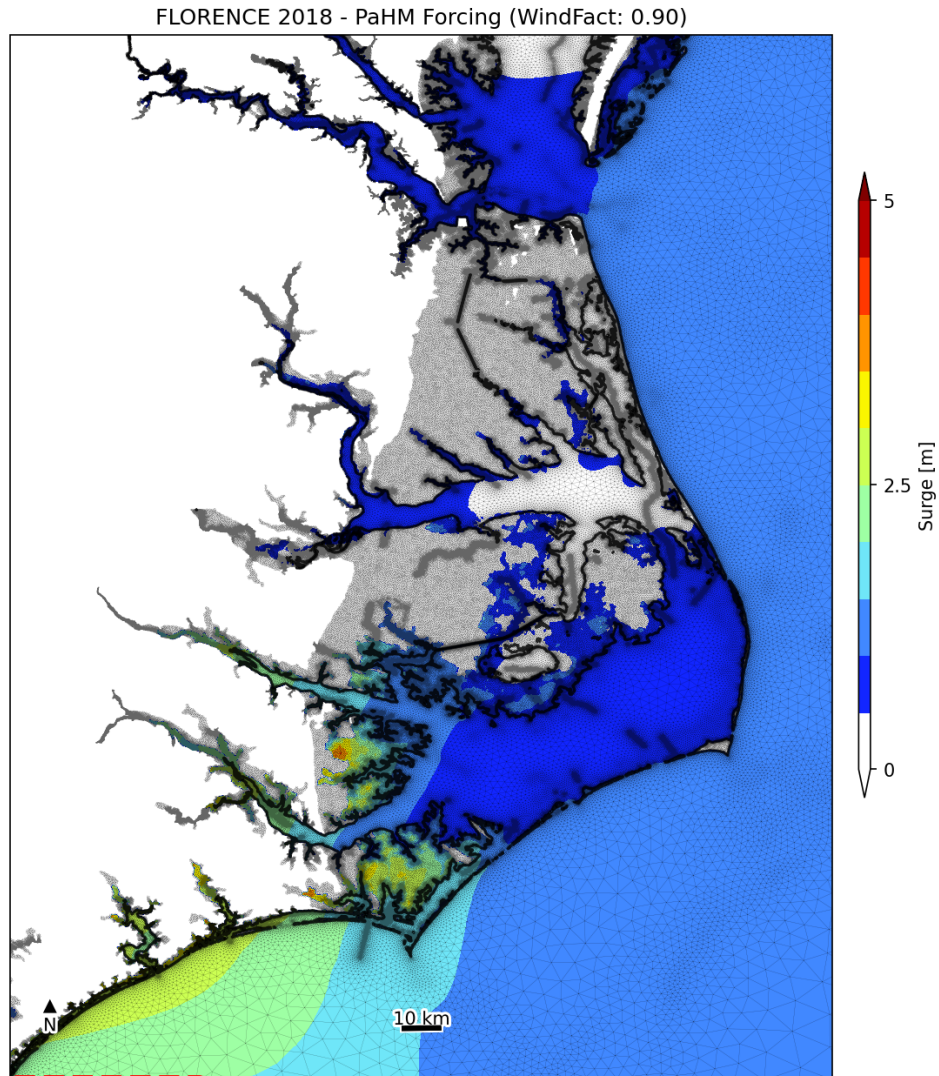 FLORENCE 2018 - PaHM Forcing (WindFact: 0.90)
5
2.5
Surge [m]
0
N
10 km